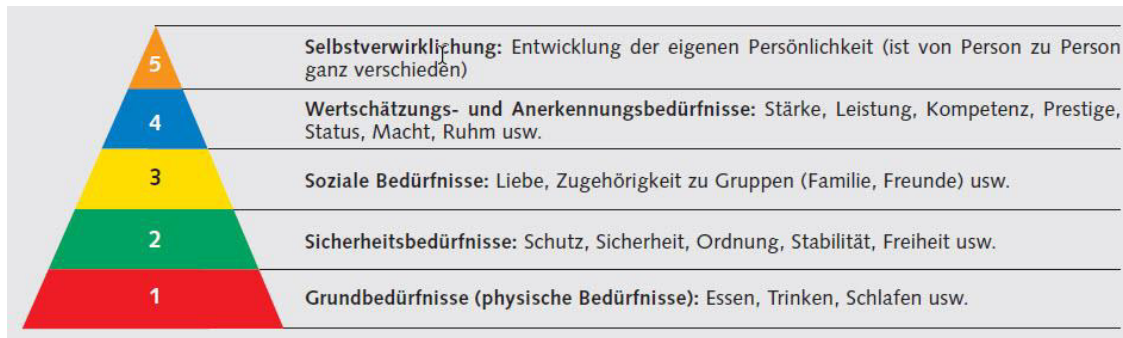 5
Selbstverwirklichung: Entwicklung der eigenen Persönlichkeit (ist von Person zu Person
ganz verschieden)
4
Wertschätzungs- und Anerkennungsbedürfnisse: Stärke, Leistung, Kompetenz, Prestige,
Status, Macht, Ruhm usw.
3
Soziale Bedürfnisse: Liebe, Zugehörigkeit zu Gruppen (Familie, Freunde) usw.
2
Sicherheitsbedürfnisse: Schutz, Sicherheit, Ordnung, Stabilität, Freiheit usw.
1
Grundbedürfnisse (physische Bedürfnisse): Essen, Trinken, Schlafen usw.